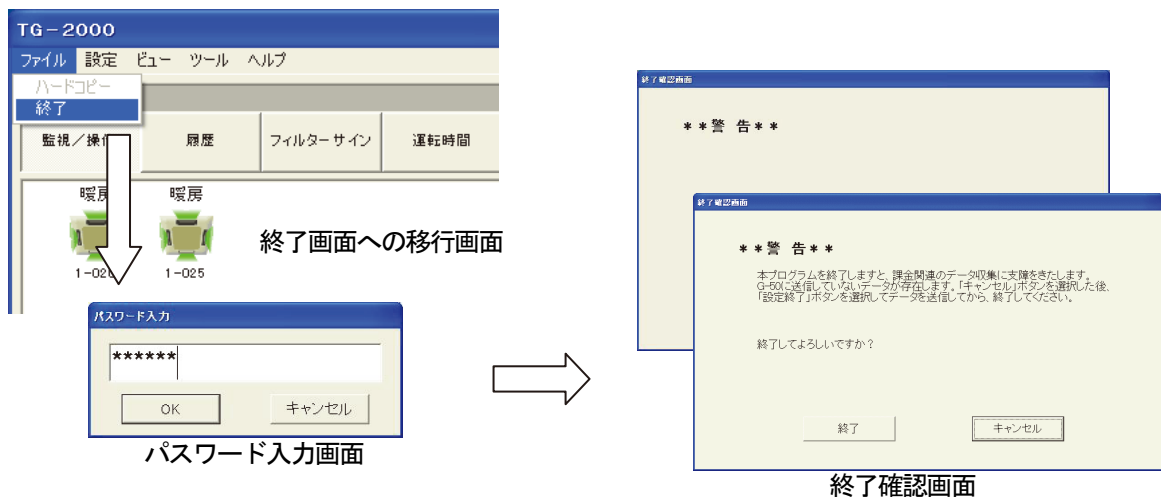 TG-2000
ファイル 設定 ビュー ツール ヘルプ
ハードコピー
終了
監視/操作 履歴 フィルターサイン 運転時間
暖房 暖房
1-026 1-025
終了画面への移行画面
パスワード入力
******
OK キャンセル
パスワード入力画面
終了確認画面
**警 告**
終了確認画面
**警 告**
本プログラムを終了しますと、課金関連のデータ収集に支障をきたします。
G-50に送信していないデータが存在します。「キャンセル」ボタンを選択した後、
「設定終了」ボタンを選択してデータを送信してから、終了してください。
終了してよろしいですか?
終了 キャンセル
終了確認画面